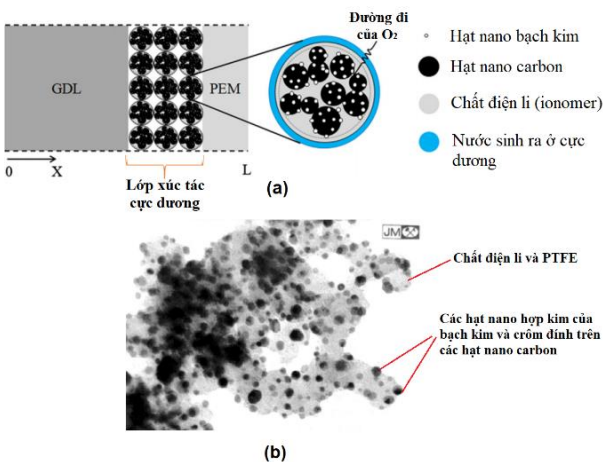 Đường đi
của O₂
Hạt nano bạch kim
Hạt nano carbon
Chất điện li (ionomer)
Nước sinh ra ở cực
dương
GDL
PEM
0
X
L
Lớp xúc tác
cực dương
(a)
JM
Chất điện li và PTFE
Các hạt nano hợp kim của
bạch kim và crôm đính trên
các hạt nano carbon
(b)